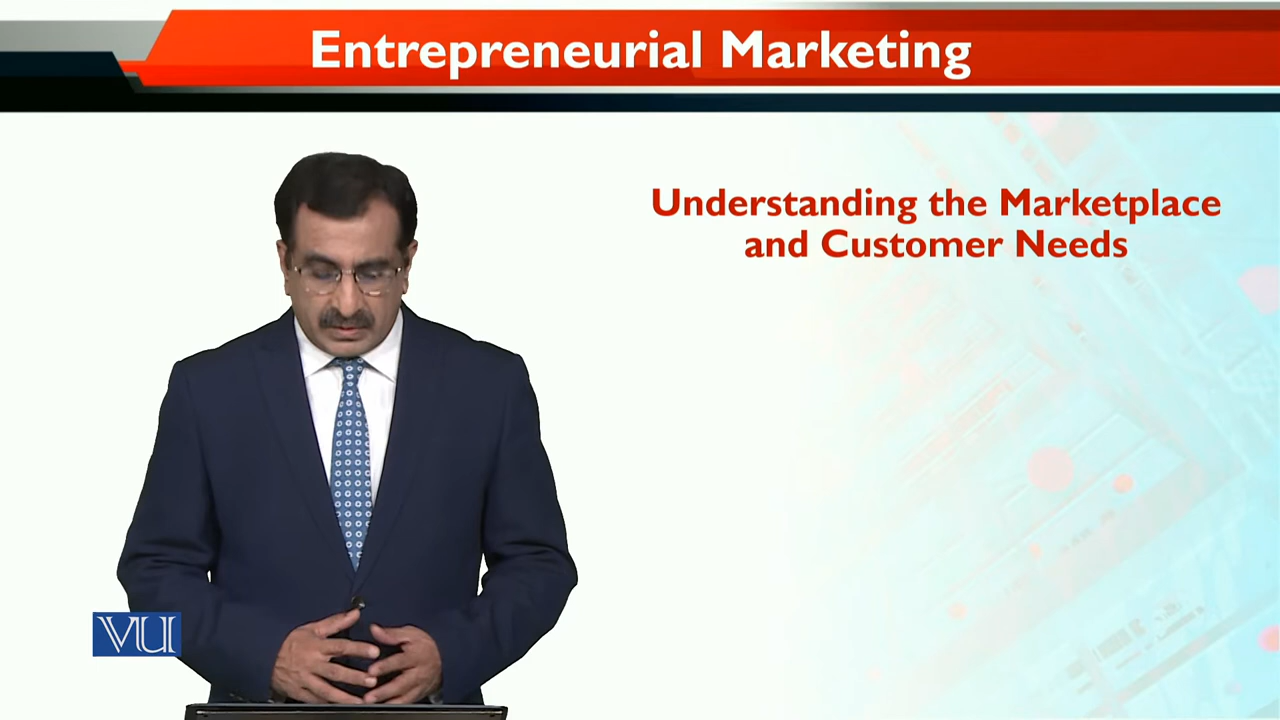 Entrepreneurial Marketing
Understanding the Marketplace
and Customer Needs
VU